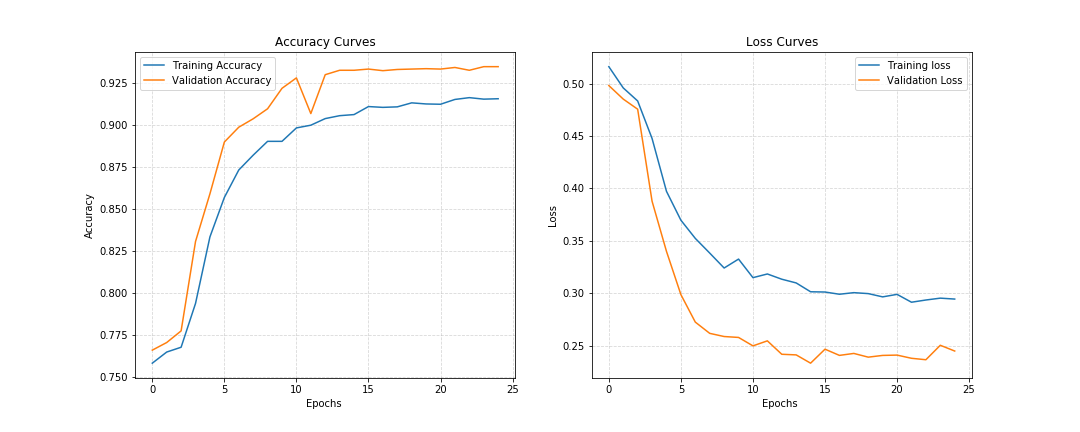 Accuracy Curves
Training Accuracy
Validation Accuracy
Accuracy
0.925
0.900
0.875
0.850
0.825
0.800
0.775
0.750
0 5 10 15 20 25
Epochs
Loss Curves
Training loss
Validation Loss
Loss
0.50
0.45
0.40
0.35
0.30
0.25
0 5 10 15 20 25
Epochs